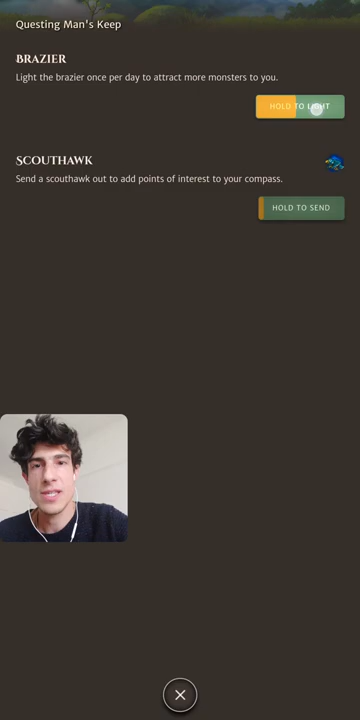 Questing Man's Keep
Brazier
Light the brazier once per day to attract more monsters to you.
HOLD TO LIGHT
Scouthawk
Send a scouthawk out to add points of interest to your compass.
HOLD TO SEND